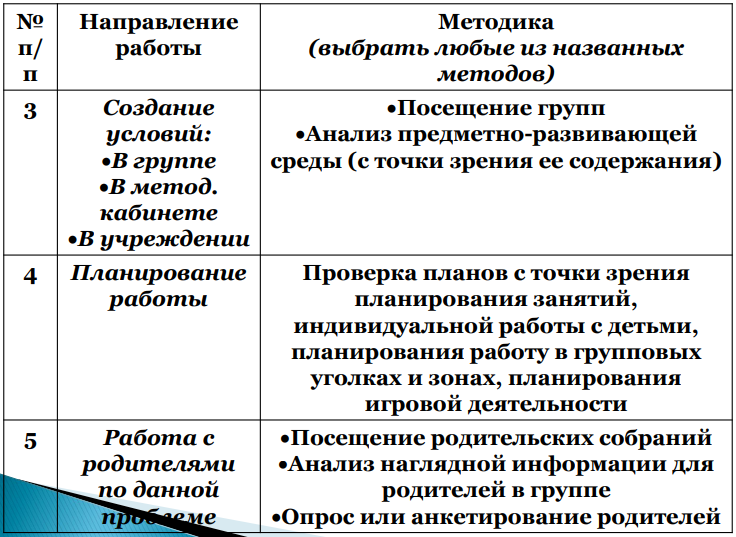 № п/п
Направление работы
Методика
(выбрать любые из названных
методов)
3
Создание
условий:
•В группе
•В метод.
кабинете
•В учреждении
•Посещение групп
•Анализ предметно-развивающей
среды (с точки зрения ее содержания)
4
Планирование
работы
Проверка планов с точки зрения
планирования занятий,
индивидуальной работы с детьми,
планирования работу в групповых
уголках и зонах, планирования
игровой деятельности
5
Работа с
родителями
по данной
проблеме
•Посещение родительских собраний
•Анализ наглядной информации для
родителей в группе
•Опрос или анкетирование родителей